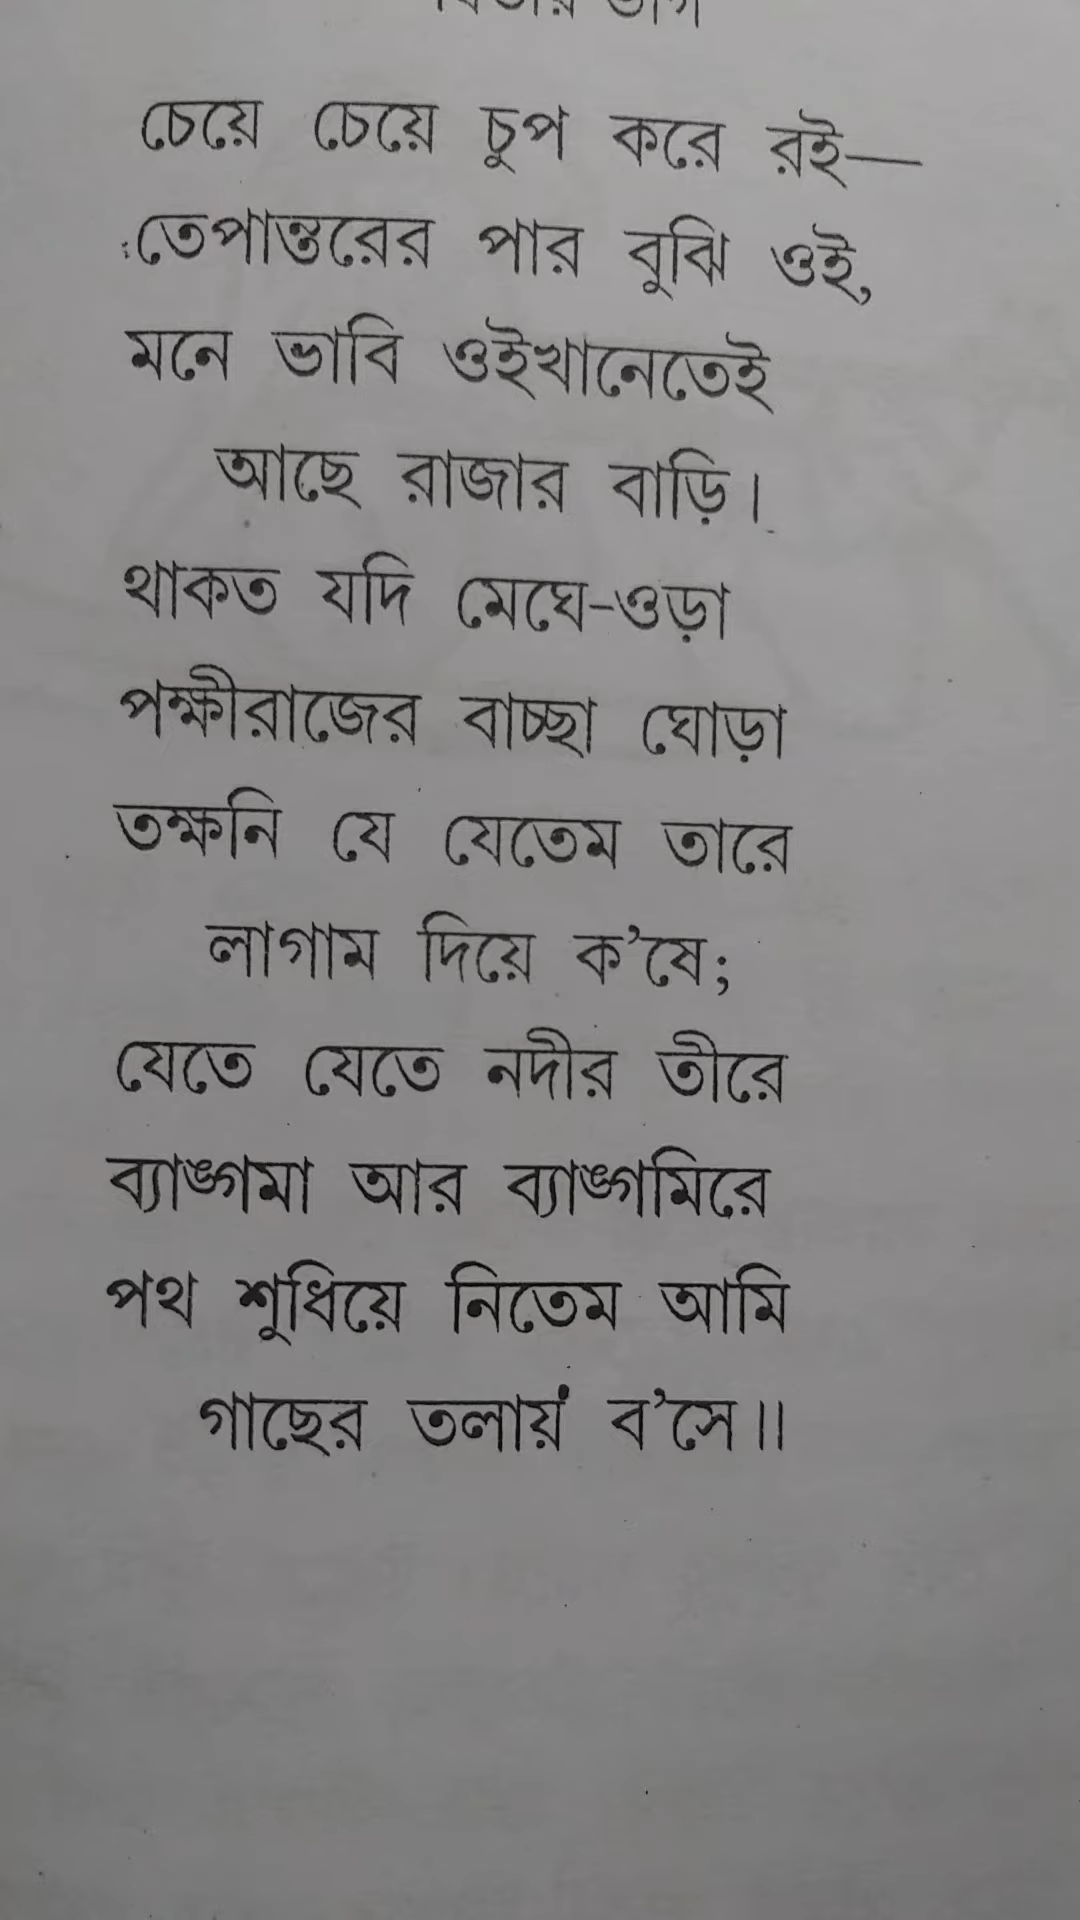 চেয়ে চেয়ে চুপ করে রই—
তেপান্তরের পার বুঝি ওই,
মনে ভাবি ওইখানেতেই
আছে রাজার বাড়ি।
থাকত যদি মেঘে-ওড়া
পক্ষীরাজের বাচ্ছা ঘোড়া
তক্ষনি যে যেতেম তারে
লাগাম দিয়ে ক'ষে;
যেতে যেতে নদীর তীরে
ব্যাঙ্গমা আর ব্যাঙ্গমিরে
পথ শুধিয়ে নিতেম আমি
গাছের তলায় ব'সে॥